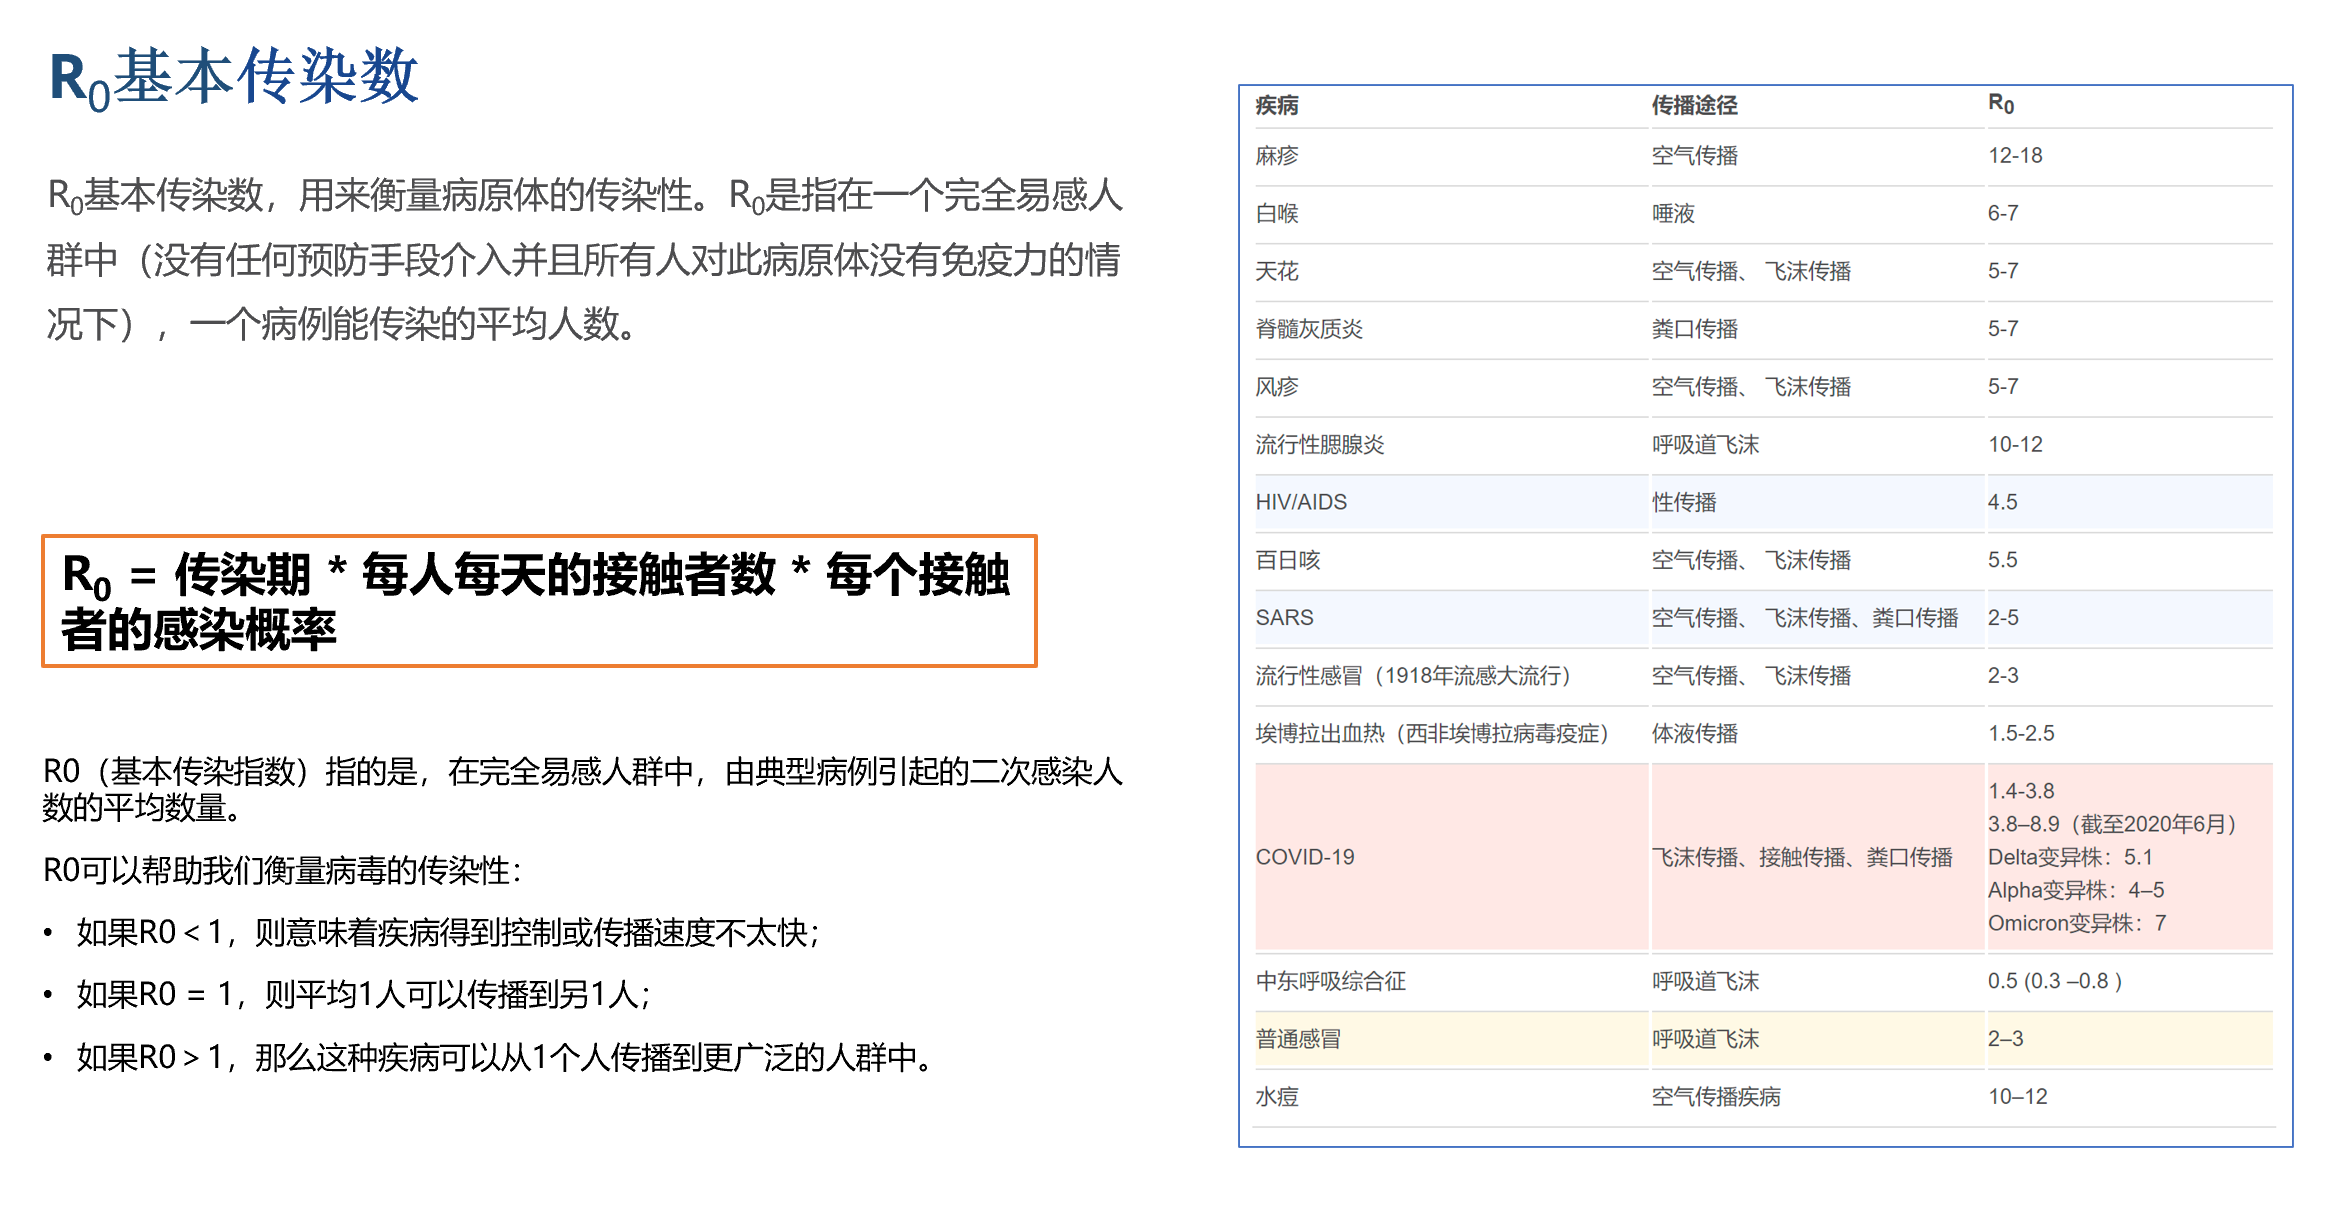 R0基本传染数
R0基本传染数，用来衡量病原体的传染性。R0是指在一个完全易感人
群中（没有任何预防手段介入并且所有人对此病原体没有免疫力的情
况下），一个病例能传染的平均人数。
R0 = 传染期 * 每人每天的接触者数 * 每个接触
者的感染概率
R0（基本传染指数）指的是，在完全易感人群中，由典型病例引起的二次感染人
数的平均数量。
R0可以帮助我们衡量病毒的传染性：
• 如果R0＜1，则意味着疾病得到控制或传播速度不太快；
• 如果R0 = 1，则平均1人可以传播到另1人；
• 如果R0＞1，那么这种疾病可以从1个人传播到更广泛的人群中。
疾病 传播途径 R0
麻疹 空气传播 12-18
白喉 唾液 6-7
天花 空气传播、 飞沫传播 5-7
脊髓灰质炎 粪口传播 5-7
风疹 空气传播、 飞沫传播 5-7
流行性腮腺炎 呼吸道飞沫 10-12
HIV/AIDS 性传播 4.5
百日咳 空气传播、 飞沫传播 5.5
SARS 空气传播、 飞沫传播、粪口传播 2-5
流行性感冒（1918年流感大流行） 空气传播、 飞沫传播 2-3
埃博拉出血热（西非埃博拉病毒疫症） 体液传播 1.5-2.5
COVID-19 飞沫传播、接触传播、粪口传播
1.4-3.8
3.8–8.9（截至2020年6月）
Delta变异株：5.1
Alpha变异株：4–5
Omicron变异株：7
中东呼吸综合征 呼吸道飞沫 0.5 (0.3 –0.8 )
普通感冒 呼吸道飞沫 2–3
水痘 空气传播疾病 10–12